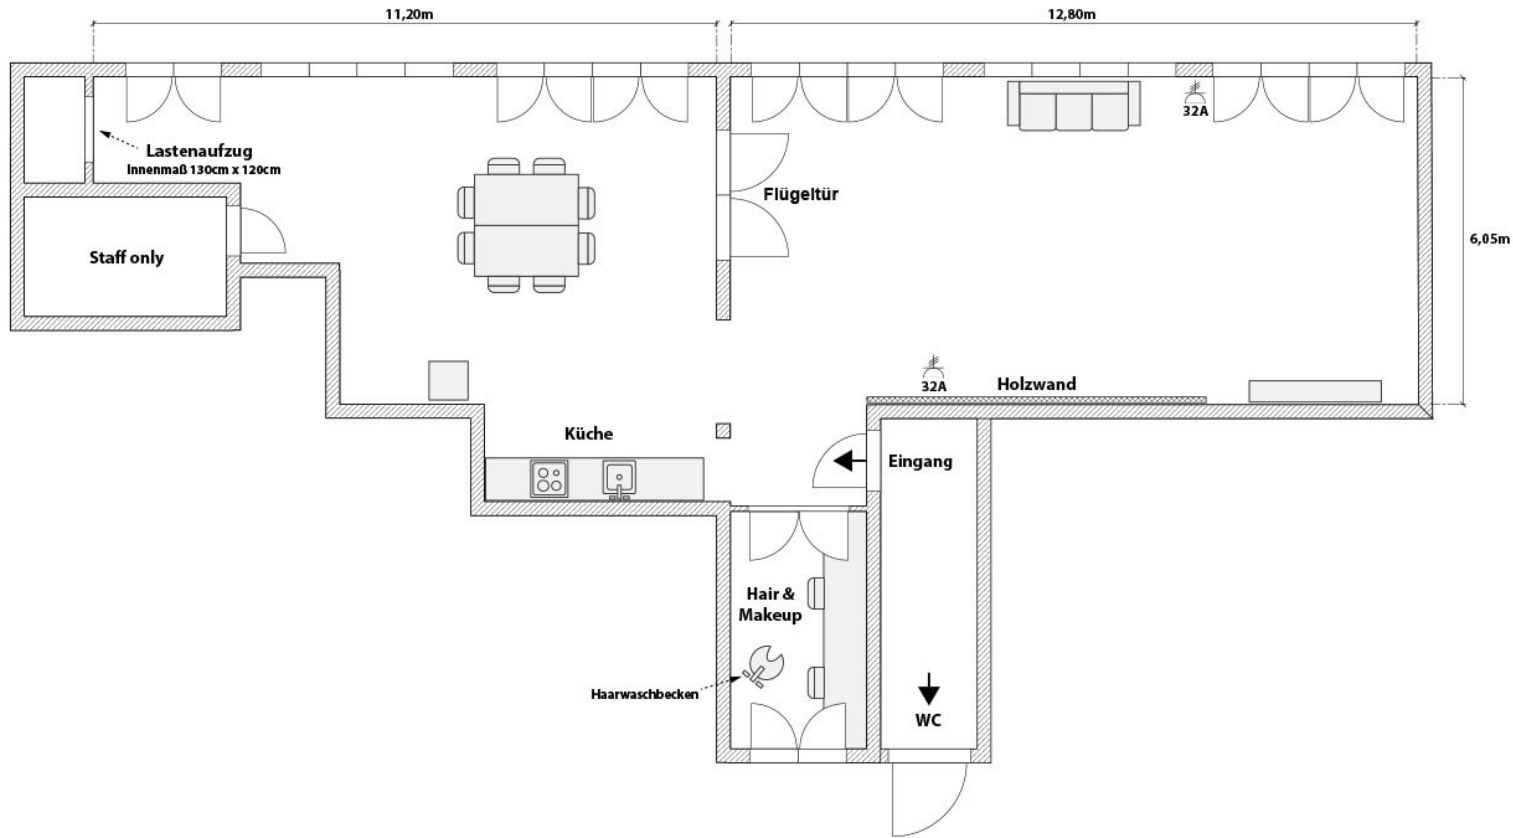 11,20m
12,80m
32A
Lastenaufzug
Innenmaß 130cm x 120cm
Flügeltür
6,05m
Staff only
32A
Holzwand
Küche
Eingang
Hair &
Makeup
Haarwaschbecken
WC